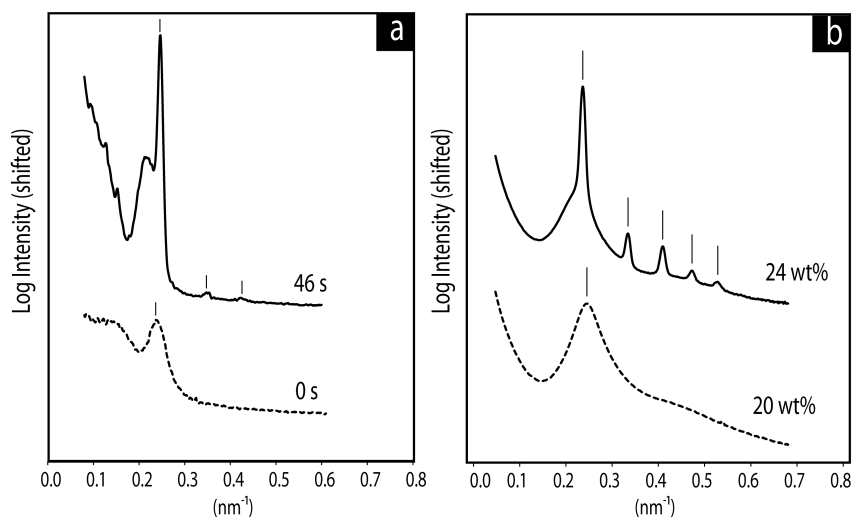 a
Log Intensity (shifted)
46 s
0 s
0.0 0.1 0.2 0.3 0.4 0.5 0.6 0.7 0.8
(nm⁻¹)
b
Log Intensity (shifted)
24 wt%
20 wt%
0.0 0.1 0.2 0.3 0.4 0.5 0.6 0.7 0.8
(nm⁻¹)